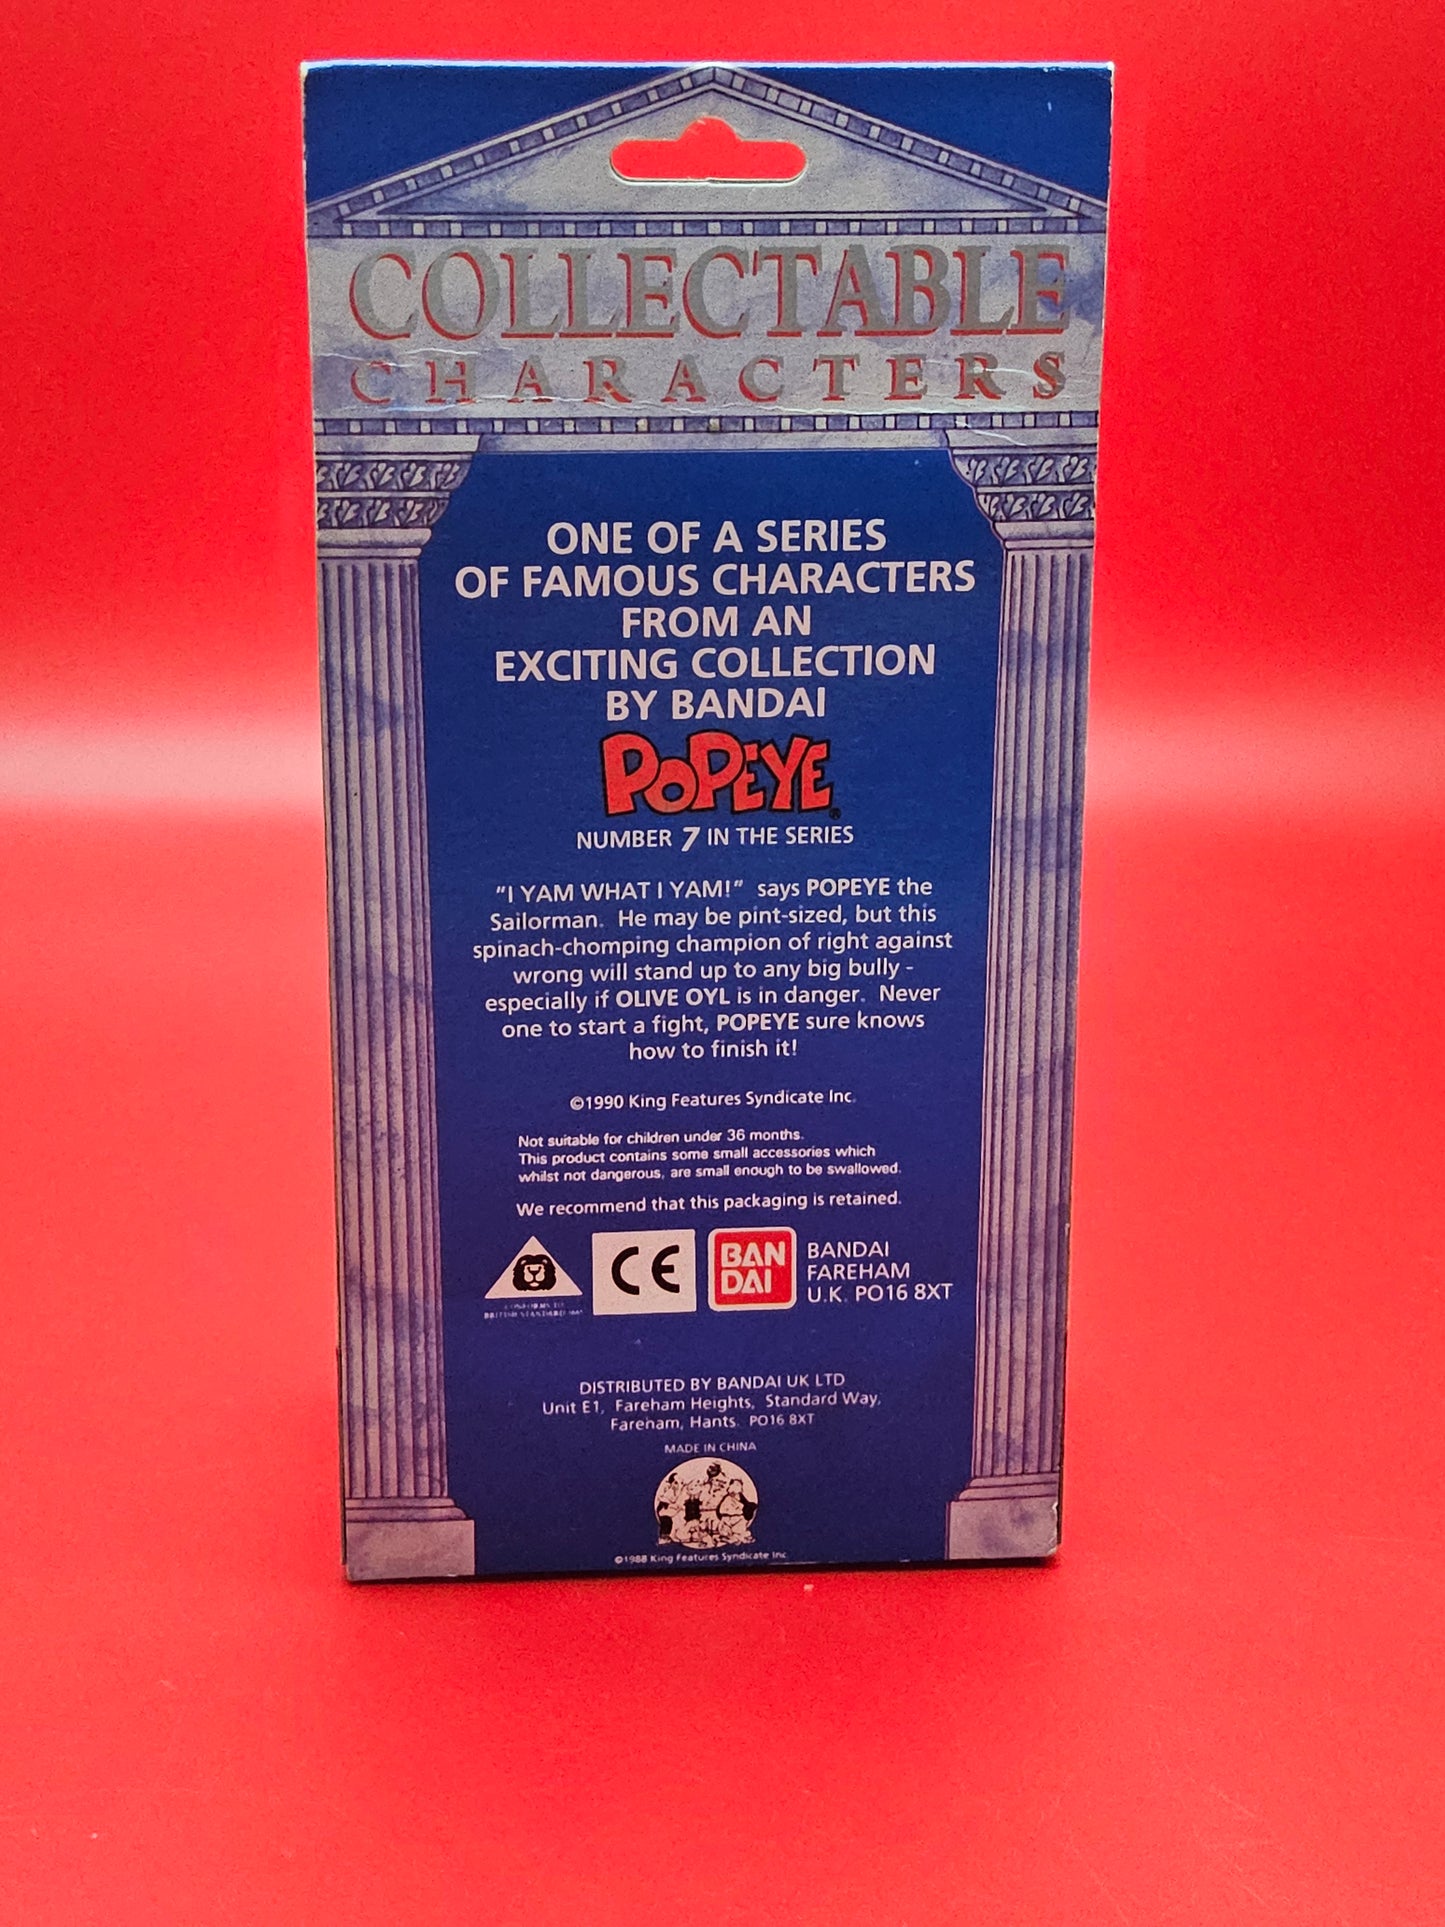 COLLECTABLE
CHARACTERS
ONE OF A SERIES
OF FAMOUS CHARACTERS
FROM AN
EXCITING COLLECTION
BY BANDAI
POPEYE®
NUMBER 7 IN THE SERIES
"I YAM WHAT I YAM!" says POPEYE the
Sailorman. He may be pint-sized, but this
spinach-chomping champion of right against
wrong will stand up to any big bully -
especially if OLIVE OYL is in danger. Never
one to start a fight, POPEYE sure knows
how to finish it!
©1990 King Features Syndicate Inc.
Not suitable for children under 36 months.
This product contains some small accessories which
whilst not dangerous, are small enough to be swallowed.
We recommend that this packaging is retained.
CONFORMS TO
BRITISH STANDARD
CE
BAN
DAI
BANDAI
FAREHAM
U.K. PO16 8XT
DISTRIBUTED BY BANDAI UK LTD
Unit E1, Fareham Heights, Standard Way,
Fareham, Hants. PO16 8XT
MADE IN CHINA
©1988 King Features Syndicate Inc